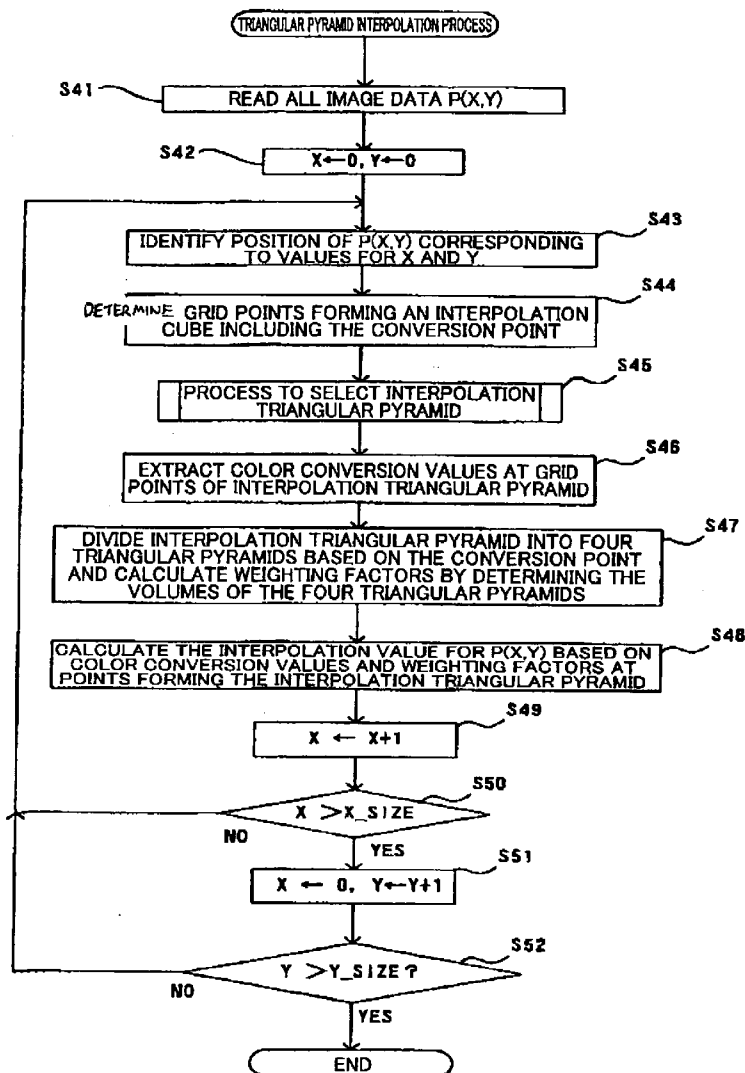 TRIANGULAR PYRAMID INTERPOLATION PROCESS
S41
READ ALL IMAGE DATA P(X,Y)
S42
X←0, Y←0
S43
IDENTIFY POSITION OF P(X,Y) CORRESPONDING
TO VALUES FOR X AND Y
S44
DETERMINE GRID POINTS FORMING AN INTERPOLATION
CUBE INCLUDING THE CONVERSION POINT
S45
PROCESS TO SELECT INTERPOLATION
TRIANGULAR PYRAMID
S46
EXTRACT COLOR CONVERSION VALUES AT GRID
POINTS OF INTERPOLATION TRIANGULAR PYRAMID
S47
DIVIDE INTERPOLATION TRIANGULAR PYRAMID INTO FOUR
TRIANGULAR PYRAMIDS BASED ON THE CONVERSION POINT
AND CALCULATE WEIGHTING FACTORS BY DETERMINING THE
VOLUMES OF THE FOUR TRIANGULAR PYRAMIDS
S48
CALCULATE THE INTERPOLATION VALUE FOR P(X,Y) BASED ON
COLOR CONVERSION VALUES AND WEIGHTING FACTORS AT
POINTS FORMING THE INTERPOLATION TRIANGULAR PYRAMID
S49
X ← X+1
S50
X >X_SIZE
NO
YES
S51
X ← 0, Y←Y+1
S52
Y >Y_SIZE?
NO
YES
END